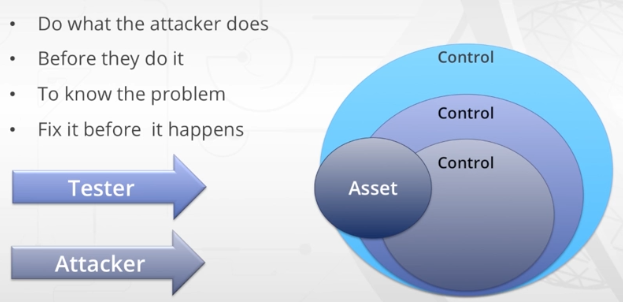 • Do what the attacker does
• Before they do it
• To know the problem
• Fix it before it happens
Tester
Attacker
Control
Control
Control
Asset